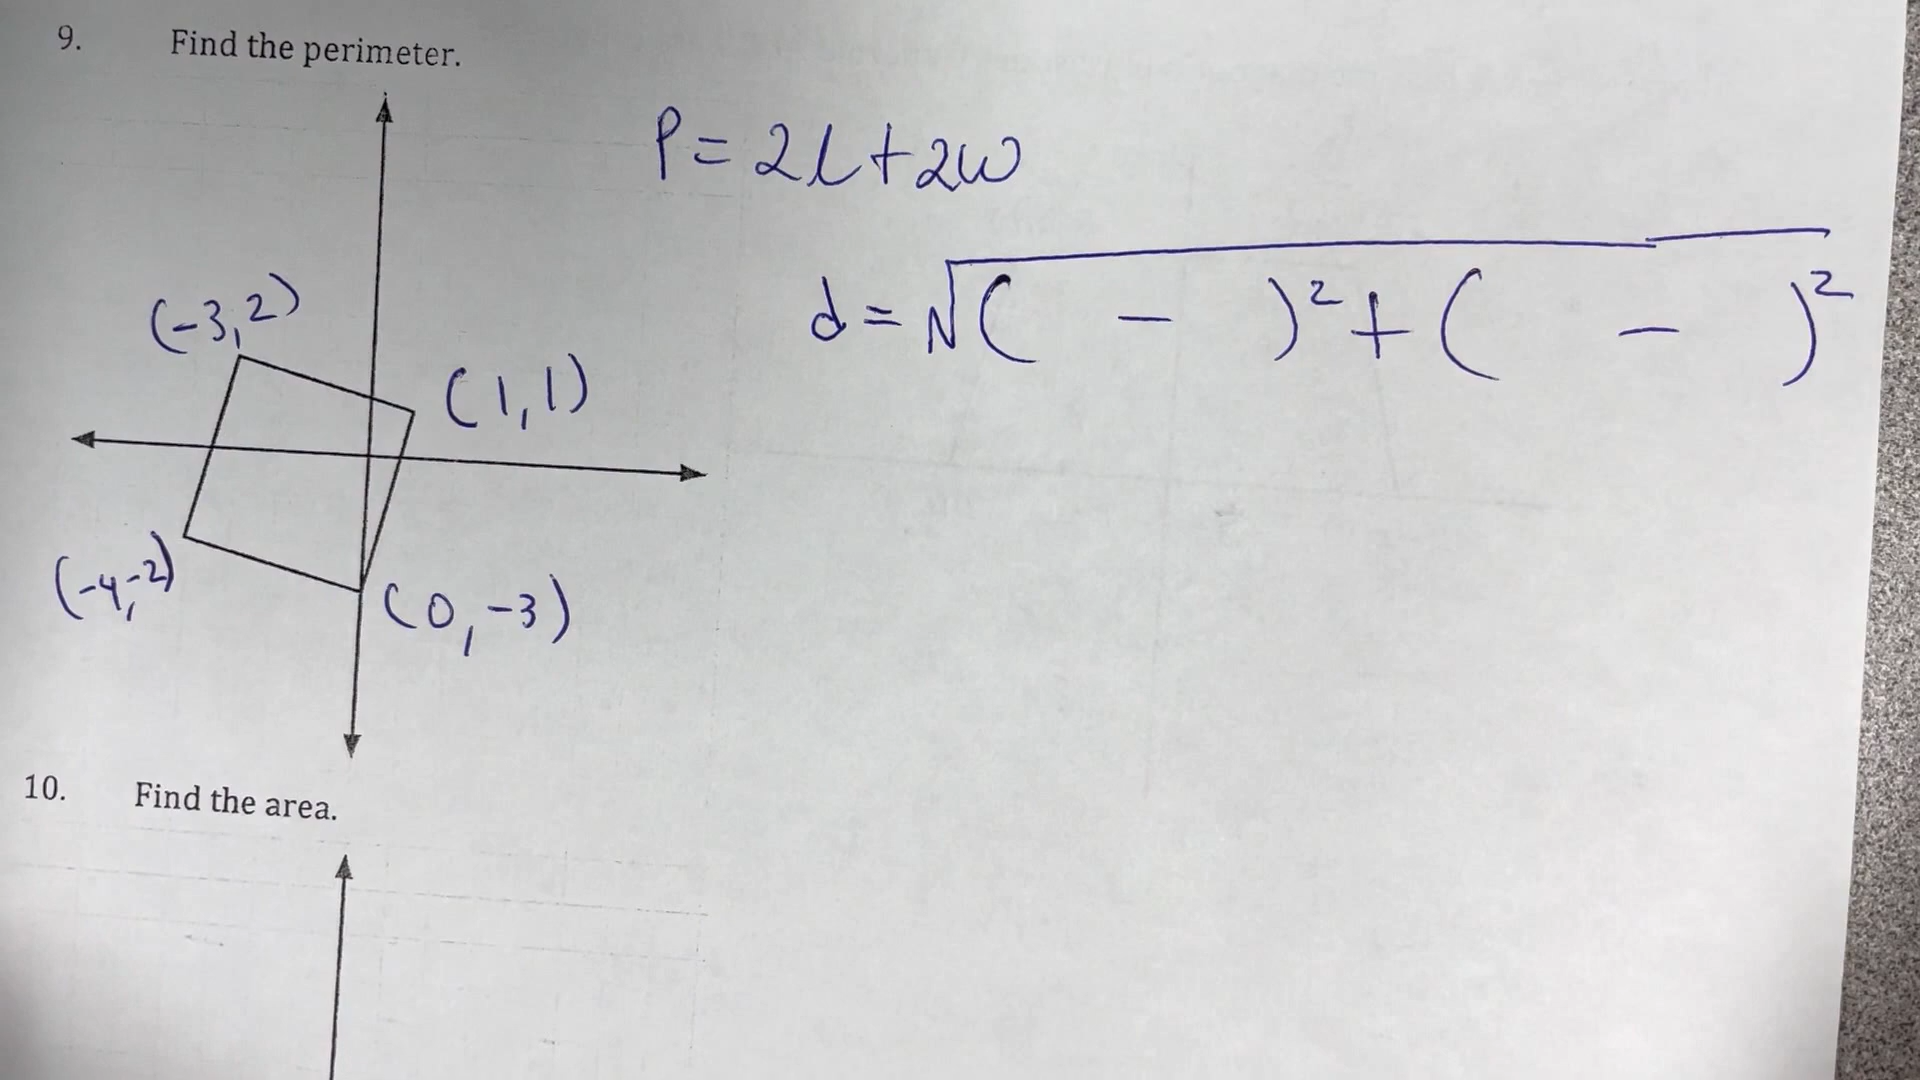 9. Find the perimeter.
P = 2l + 2w
d = √( - )² + ( - )²
(-3,2)
(1,1)
(-4,-2)
(0,-3)
10. Find the area.